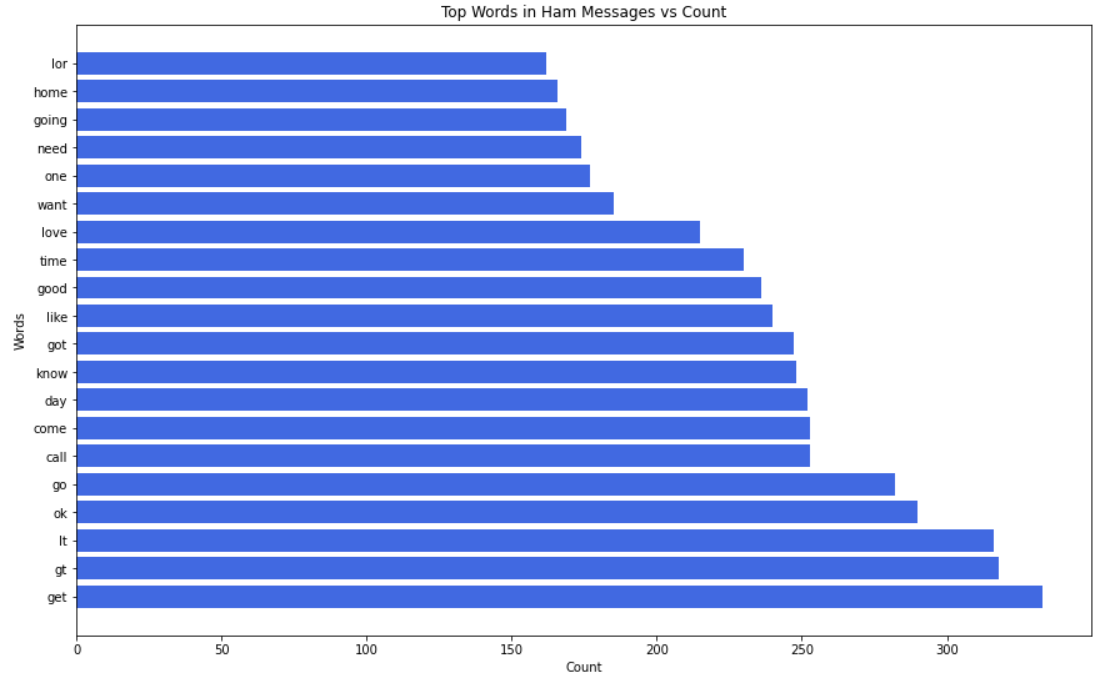 Top Words in Ham Messages vs Count
lor
home
going
need
one
want
love
time
good
like
got
know
day
come
call
go
ok
lt
gt
get
Words
0 50 100 150 200 250 300
Count